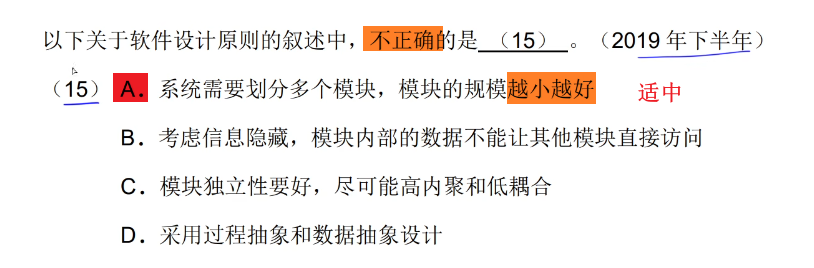 以下关于软件设计原则的叙述中，不正确的是 （15） 。（2019 年下半年）
（15） A．系统需要划分多个模块，模块的规模越小越好 适中
B．考虑信息隐藏，模块内部的数据不能让其他模块直接访问
C．模块独立性要好，尽可能高内聚和低耦合
D．采用过程抽象和数据抽象设计